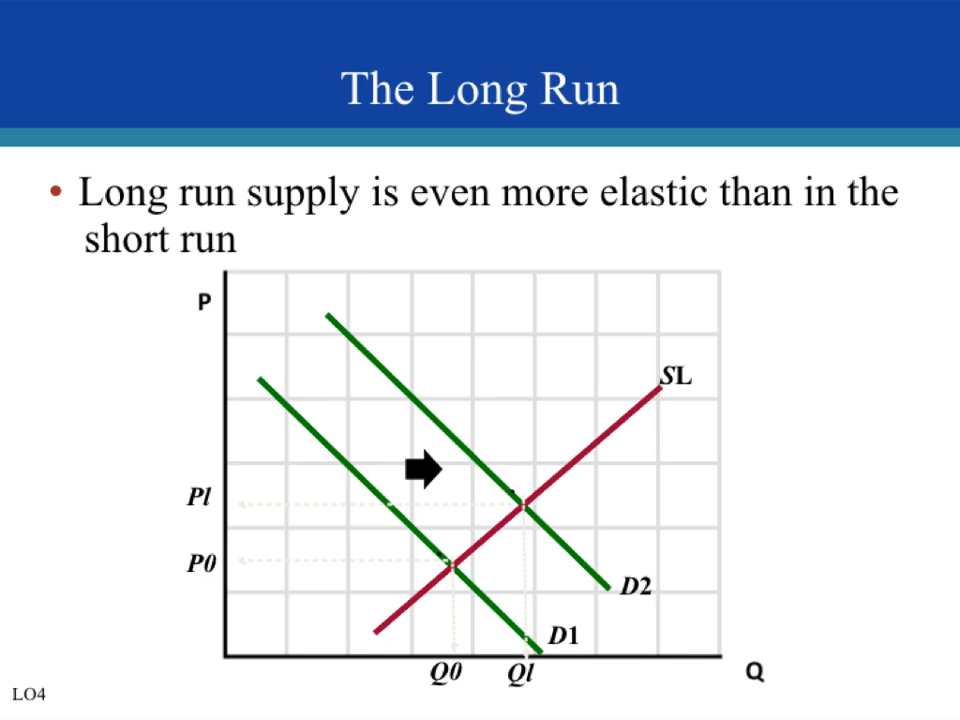 The Long Run
• Long run supply is even more elastic than in the
short run
P
SL
Pl
P0
D2
D1
Q0
Ql
Q
LO4